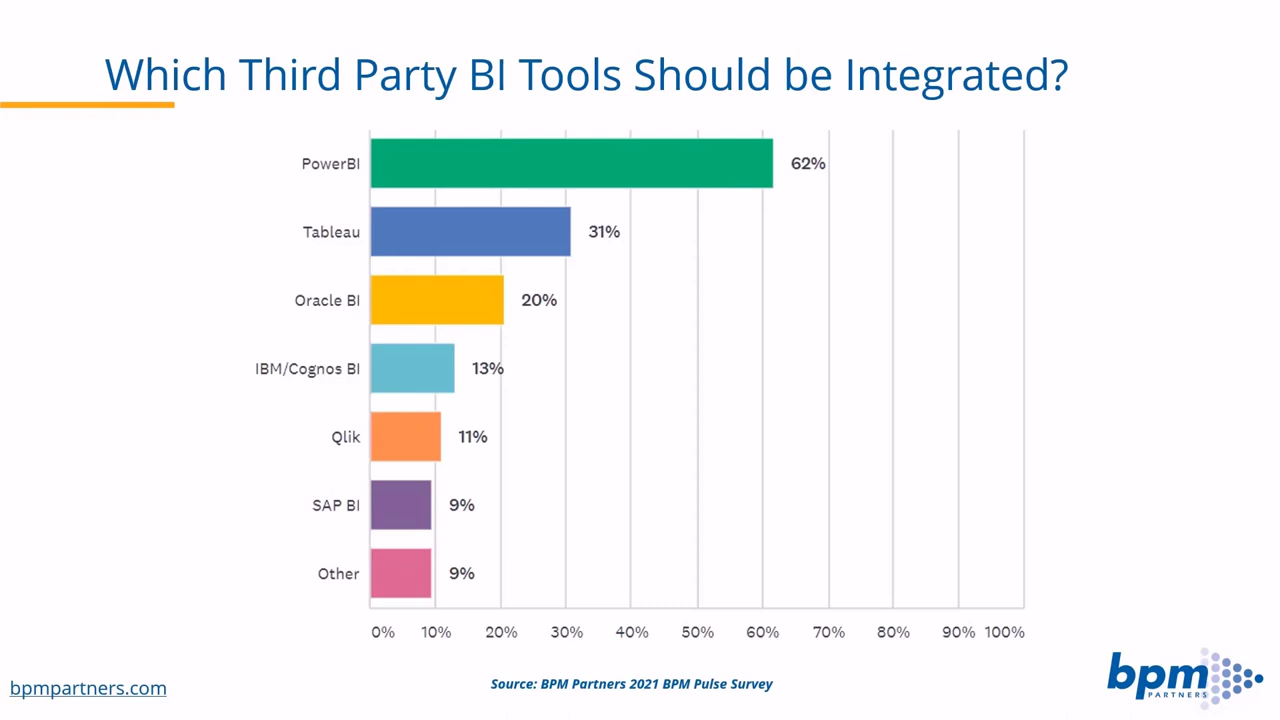 Which Third Party BI Tools Should be Integrated?
PowerBI 62%
Tableau 31%
Oracle BI 20%
IBM/Cognos BI 13%
Qlik 11%
SAP BI 9%
Other 9%
0% 10% 20% 30% 40% 50% 60% 70% 80% 90% 100%
bpmpartners.com
Source: BPM Partners 2021 BPM Pulse Survey
bpm
PARTNERS